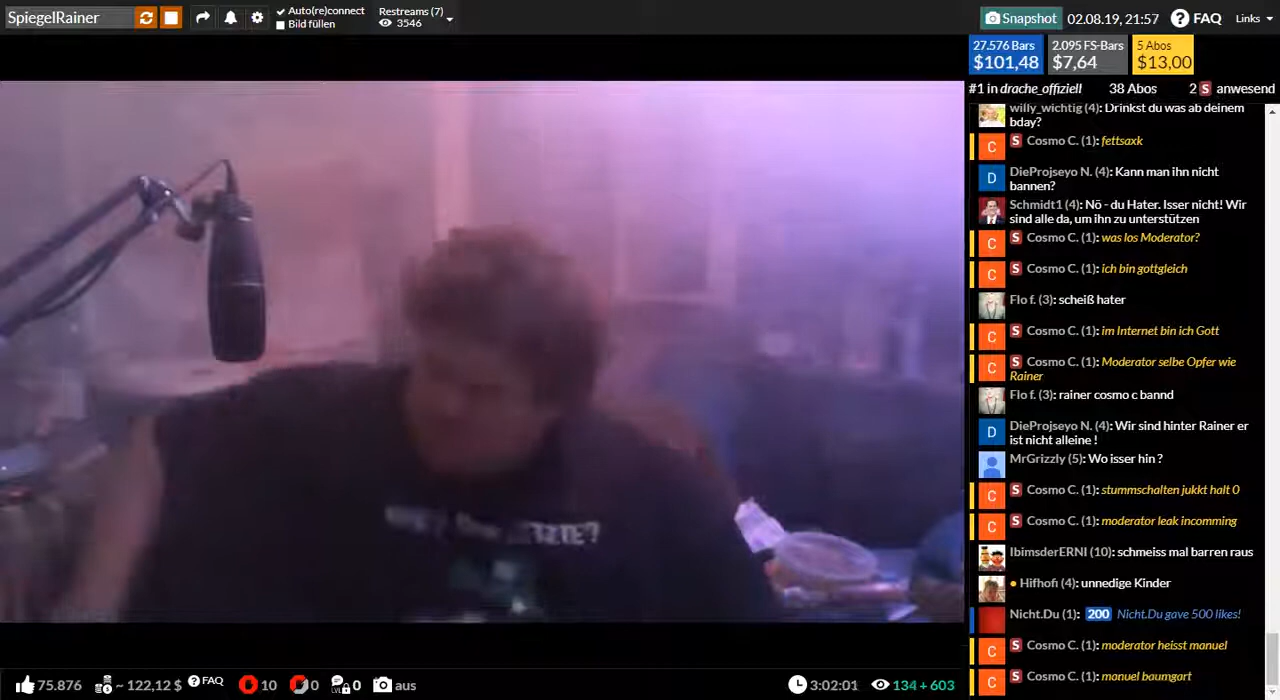 SpiegelRainer
Auto(re)connect
Bild füllen
Restreams (7)
3546
Snapshot
02.08.19, 21:57
FAQ
Links
27.576 Bars
$101,48
2.095 FS-Bars
$7,64
5 Abos
$13,00
#1 in drache_offiziell
38 Abos
2 S anwesend
willy_wichtig (4): Drinkst du was ab deinem
bday?
C S Cosmo C. (1): fettsaxk
D DieProjseyo N. (4): Kann man ihn nicht
bannen?
Schmidt1 (4): Nö - du Hater. Isser nicht! Wir
sind alle da, um ihn zu unterstützen
C S Cosmo C. (1): was los Moderator?
C S Cosmo C. (1): ich bin gottgleich
Flo f. (3): scheiß hater
C S Cosmo C. (1): im Internet bin ich Gott
C S Cosmo C. (1): Moderator selbe Opfer wie
Rainer
Flo f. (3): rainer cosmo c bannd
D DieProjseyo N. (4): Wir sind hinter Rainer er
ist nicht alleine !
MrGrizzly (5): Wo isser hin ?
C S Cosmo C. (1): stummschalten jukkt halt 0
C S Cosmo C. (1): moderator leak incomming
IbimsderERNI (10): schmeiss mal barren raus
Hifhofi (4): unnedige Kinder
Nicht.Du (1): 200 Nicht.Du gave 500 likes!
C S Cosmo C. (1): moderator heisst manuel
C S Cosmo C. (1): manuel baumgart
75.876
~ 122,12 $
FAQ
10
0
0
aus
3:02:01
134 + 603